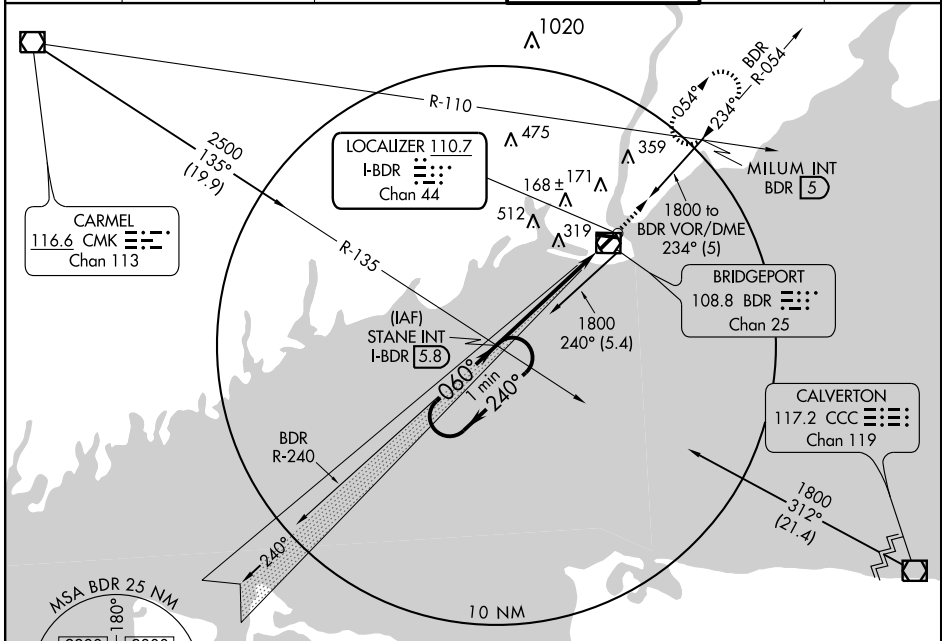 1020
R-110
054°
BDR
R-054
234°
475
359
LOCALIZER 110.7
I-BDR
Chan 44
2500
135°
(19.9)
168 ±
171
512
319
MILUM INT
BDR 5
1800 to
BDR VOR/DME
234° (5)
CARMEL
116.6 CMK
Chan 113
R-135
BRIDGEPORT
108.8 BDR
Chan 25
(IAF)
STANE INT
I-BDR 5.8
1800
240° (5.4)
060°
1 min
240°
CALVERTON
117.2 CCC
Chan 119
BDR
R-240
240°
1800
312°
(21.4)
MSA BDR 25 NM
180°
10 NM